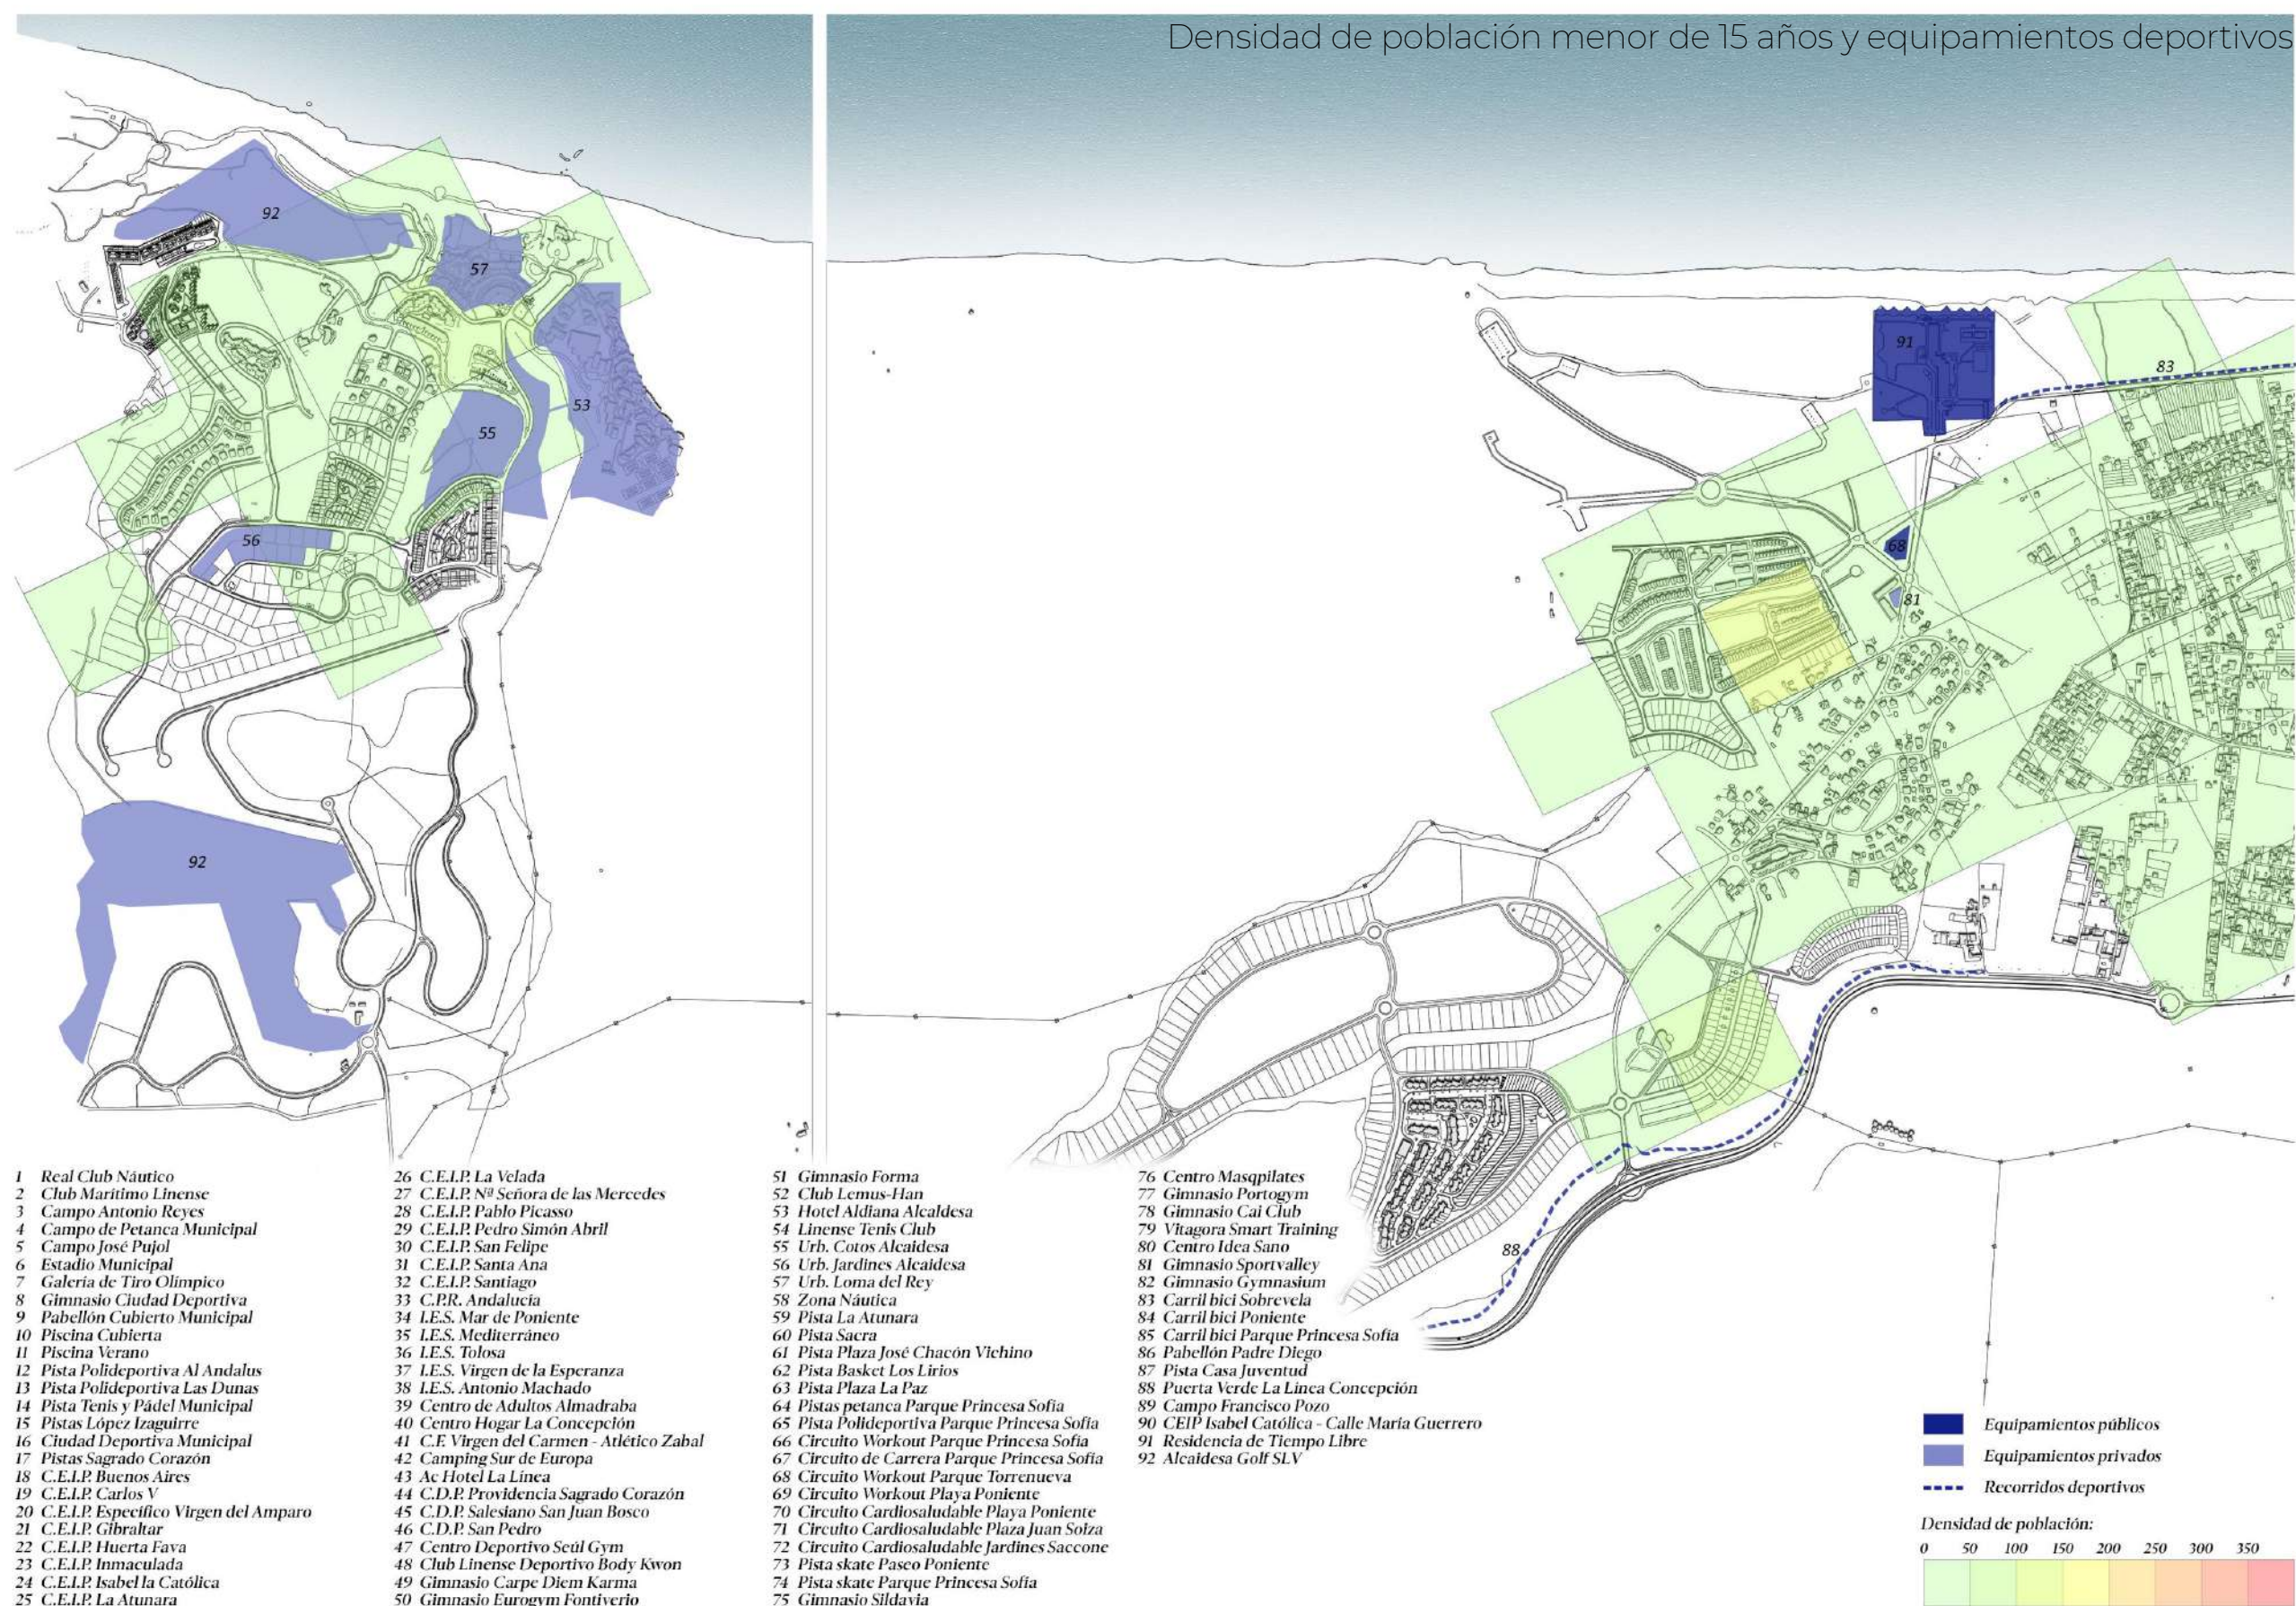 Densidad de población menor de 15 años y equipamientos deportivos
92
57
53
55
56
92
91
83
68
81
88
1 Real Club Náutico
2 Club Marítimo Linense
3 Campo Antonio Reyes
4 Campo de Petanca Municipal
5 Campo José Pujol
6 Estadio Municipal
7 Galería de Tiro Olímpico
8 Gimnasio Ciudad Deportiva
9 Pabellón Cubierto Municipal
10 Piscina Cubierta
11 Piscina Verano
12 Pista Polideportiva Al Andalus
13 Pista Polideportiva Las Dunas
14 Pista Tenis y Pádel Municipal
15 Pistas López Izaguirre
16 Ciudad Deportiva Municipal
17 Pistas Sagrado Corazón
18 C.E.I.P. Buenos Aires
19 C.E.I.P. Carlos V
20 C.E.I.P. Específico Virgen del Amparo
21 C.E.I.P. Gibraltar
22 C.E.I.P. Huerta Fava
23 C.E.I.P. Inmaculada
24 C.E.I.P. Isabel la Católica
25 C.E.I.P. La Atunara
26 C.E.I.P. La Velada
27 C.E.I.P. Nª Señora de las Mercedes
28 C.E.I.P. Pablo Picasso
29 C.E.I.P. Pedro Simón Abril
30 C.E.I.P. San Felipe
31 C.E.I.P. Santa Ana
32 C.E.I.P. Santiago
33 C.P.R. Andalucía
34 I.E.S. Mar de Poniente
35 I.E.S. Mediterráneo
36 I.E.S. Tolosa
37 I.E.S. Virgen de la Esperanza
38 I.E.S. Antonio Machado
39 Centro de Adultos Almadraba
40 Centro Hogar La Concepción
41 C.F. Virgen del Carmen - Atlético Zabal
42 Camping Sur de Europa
43 Ac Hotel La Línea
44 C.D.P. Providencia Sagrado Corazón
45 C.D.P. Salesiano San Juan Bosco
46 C.D.P. San Pedro
47 Centro Deportivo Seúl Gym
48 Club Linense Deportivo Body Kwon
49 Gimnasio Carpe Diem Karma
50 Gimnasio Eurogym Fontiverio
51 Gimnasio Forma
52 Club Lemus-Han
53 Hotel Aldiana Alcaldesa
54 Linense Tenis Club
55 Urb. Cotos Alcaidesa
56 Urb. Jardines Alcaidesa
57 Urb. Loma del Rey
58 Zona Náutica
59 Pista La Atunara
60 Pista Sacra
61 Pista Plaza José Chacón Vichino
62 Pista Basket Los Lirios
63 Pista Plaza La Paz
64 Pistas petanca Parque Princesa Sofía
65 Pista Polideportiva Parque Princesa Sofía
66 Circuito Workout Parque Princesa Sofía
67 Circuito de Carrera Parque Princesa Sofía
68 Circuito Workout Parque Torrenueva
69 Circuito Workout Playa Poniente
70 Circuito Cardiosaludable Playa Poniente
71 Circuito Cardiosaludable Plaza Juan Soiza
72 Circuito Cardiosaludable Jardines Saccone
73 Pista skate Paseo Poniente
74 Pista skate Parque Princesa Sofía
75 Gimnasio Sildavia
76 Centro Masqpilates
77 Gimnasio Portogym
78 Gimnasio Cai Club
79 Vitagora Smart Training
80 Centro Idea Sano
81 Gimnasio Sportvalley
82 Gimnasio Gymnasium
83 Carril bici Sobrevela
84 Carril bici Poniente
85 Carril bici Parque Princesa Sofía
86 Pabellón Padre Diego
87 Pista Casa Juventud
88 Puerta Verde La Línea Concepción
89 Campo Francisco Pozo
90 CEIP Isabel Católica - Calle María Guerrero
91 Residencia de Tiempo Libre
92 Alcaidesa Golf SLV
Equipamientos públicos
Equipamientos privados
Recorridos deportivos
Densidad de población:
0 50 100 150 200 250 300 350